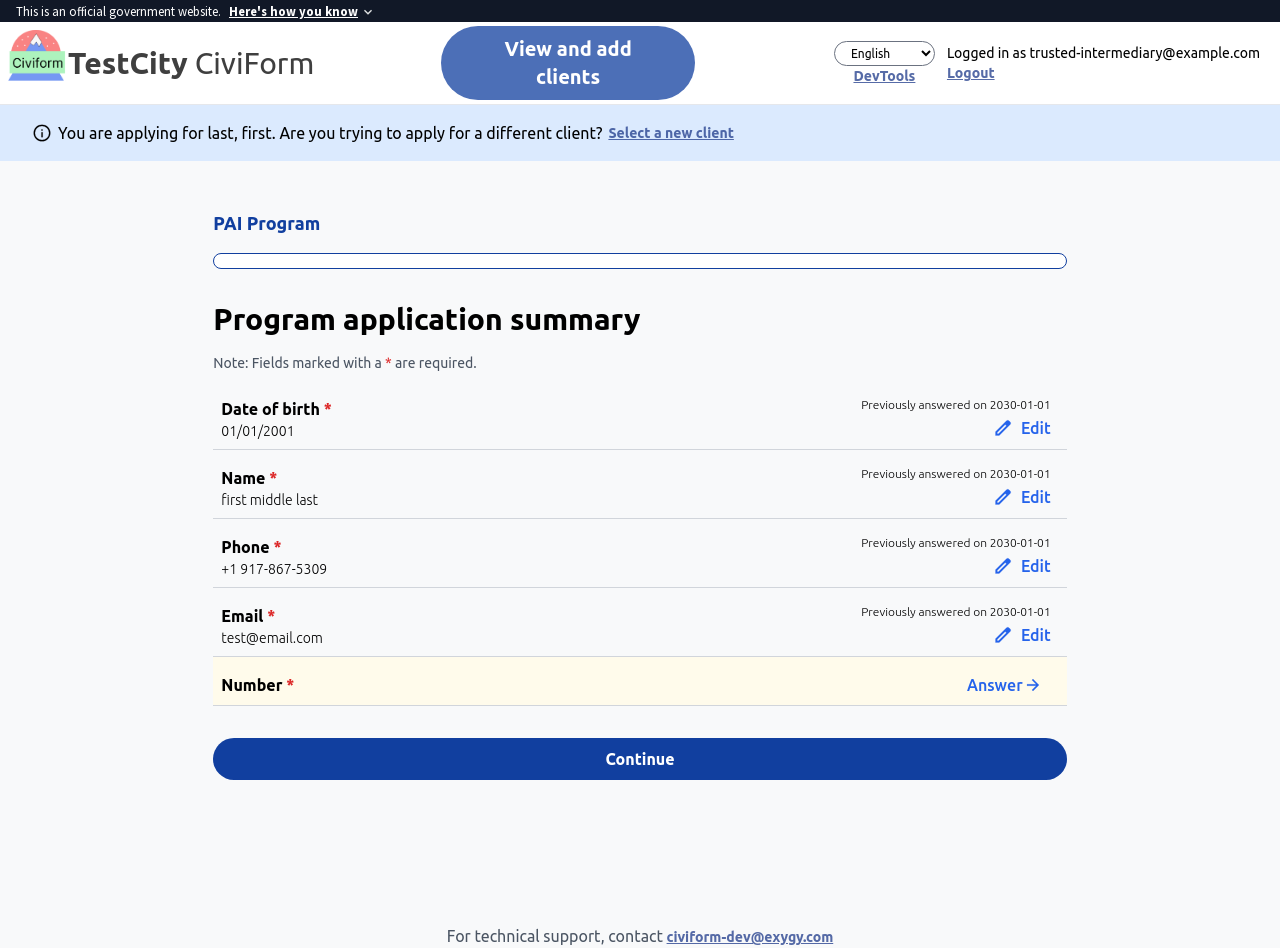 This is an official government website. Here's how you know
Civiform
TestCity CiviForm
View and add
clients
English
DevTools
Logged in as trusted-intermediary@example.com
Logout
You are applying for last, first. Are you trying to apply for a different client? Select a new client
PAI Program
Program application summary
Note: Fields marked with a * are required.
Date of birth *
Previously answered on 2030-01-01
01/01/2001
Edit
Name *
Previously answered on 2030-01-01
first middle last
Edit
Phone *
Previously answered on 2030-01-01
+1 917-867-5309
Edit
Email *
Previously answered on 2030-01-01
test@email.com
Edit
Number *
Answer
Continue
For technical support, contact civiform-dev@exygy.com